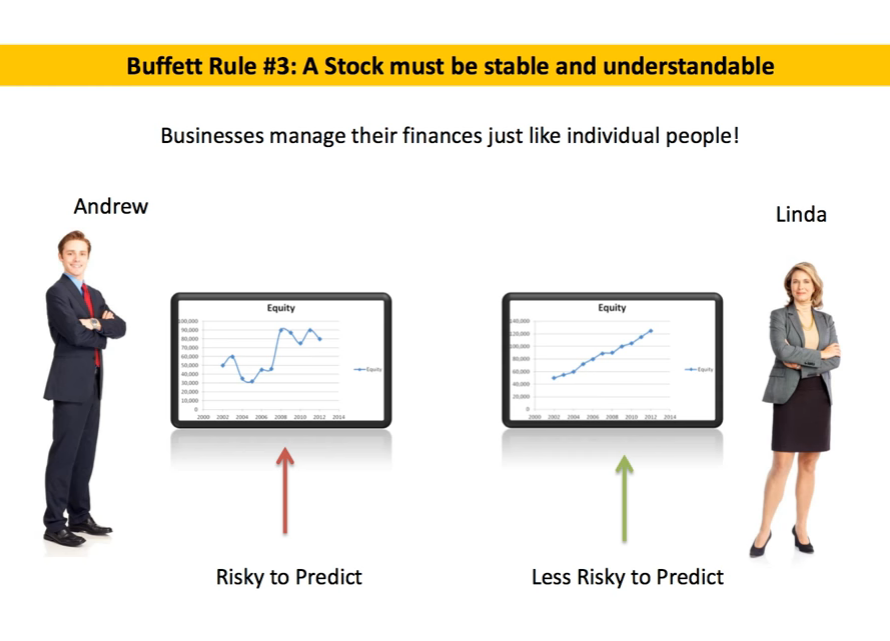 Buffett Rule #3: A Stock must be stable and understandable
Businesses manage their finances just like individual people!
Andrew
Linda
Equity
100,000
90,000
80,000
70,000
60,000
50,000
40,000
30,000
20,000
10,000
0
2000 2002 2004 2006 2008 2010 2012 2014
Equity
Equity
140,000
120,000
100,000
80,000
60,000
40,000
20,000
0
2000 2002 2004 2006 2008 2010 2012 2014
Equity
Risky to Predict
Less Risky to Predict